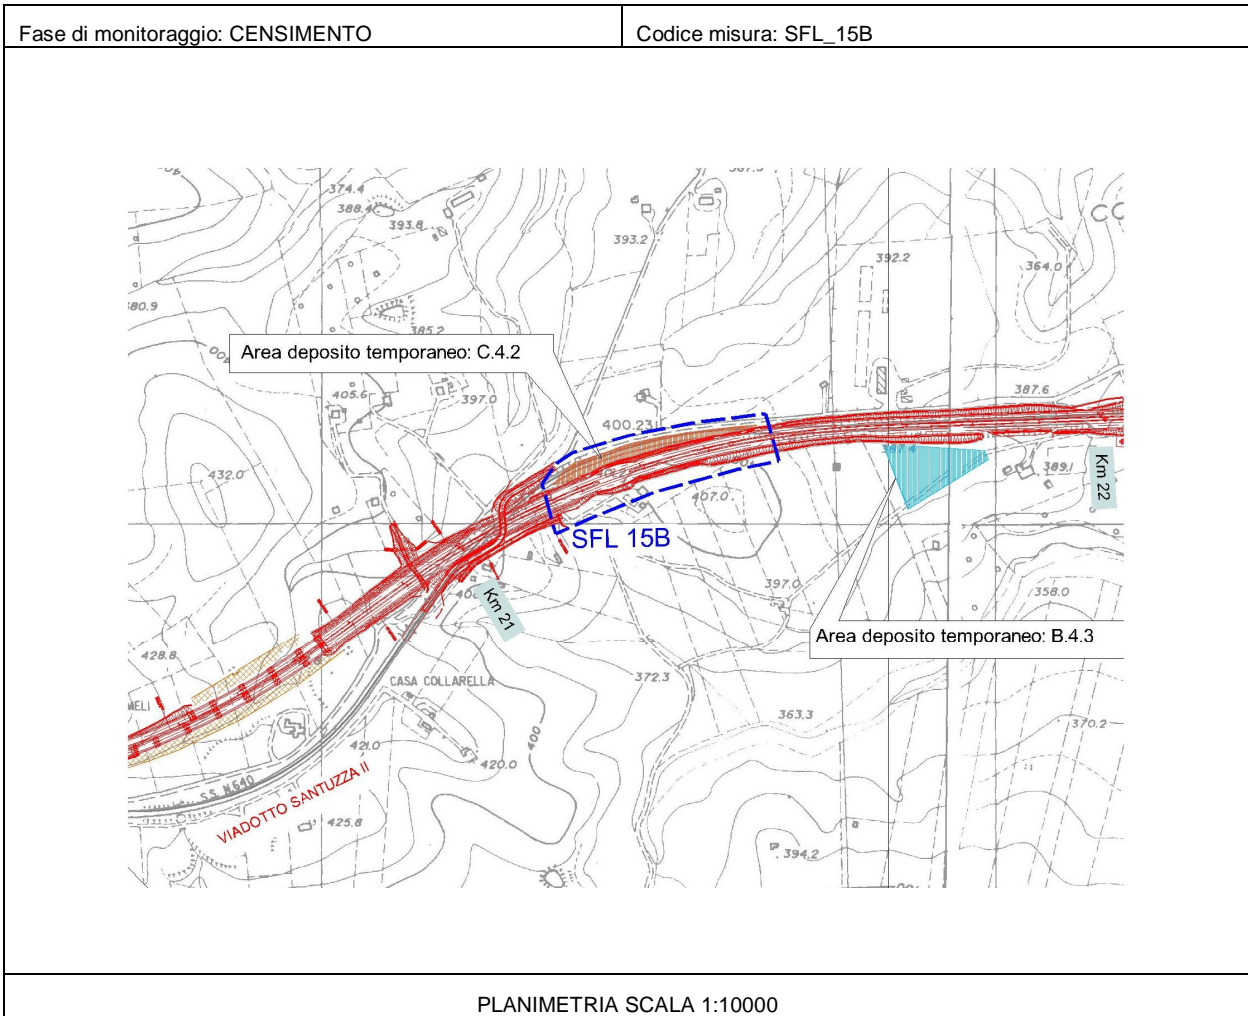 Fase di monitoraggio: CENSIMENTO
Codice misura: SFL_15B
374.4
388.4
393.8
393.2
392.2
364.0
CC
80.9
385.2
Area deposito temporaneo: C.4.2
405.6
397.0
387.6
400.23
432.0
407.0
389.1
Km 22
SFL 15B
397.0
358.0
Km 21
Area deposito temporaneo: B.4.3
428.8
CASA COLLARELLA
372.3
MELI
363.3
370.2
400
421.0
420.0
S.S. N.640
VIADOTTO SANTUZZA II
425.8
394.2
PLANIMETRIA SCALA 1:10000